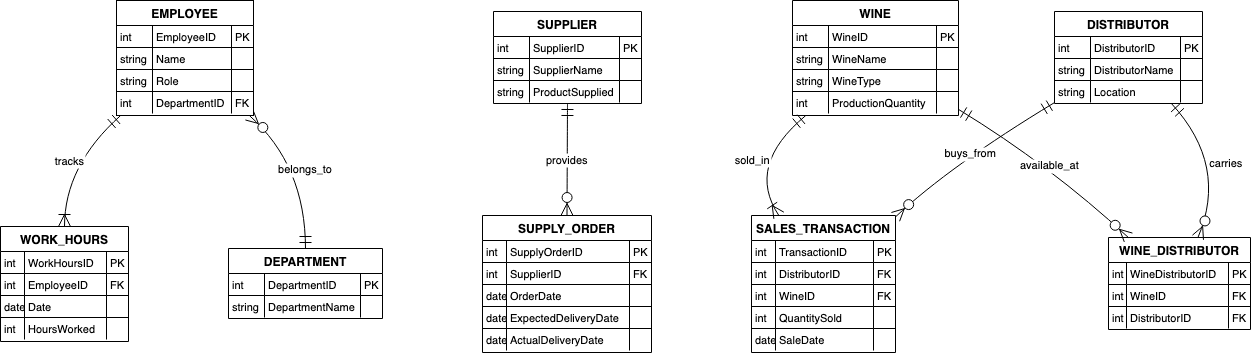 EMPLOYEE
int EmployeeID PK
string Name
string Role
int DepartmentID FK
tracks
belongs_to
WORK_HOURS
int WorkHoursID PK
int EmployeeID FK
date Date
int HoursWorked
DEPARTMENT
int DepartmentID PK
string DepartmentName
SUPPLIER
int SupplierID PK
string SupplierName
string ProductSupplied
provides
SUPPLY_ORDER
int SupplyOrderID PK
int SupplierID FK
date OrderDate
date ExpectedDeliveryDate
date ActualDeliveryDate
WINE
int WineID PK
string WineName
string WineType
int ProductionQuantity
DISTRIBUTOR
int DistributorID PK
string DistributorName
string Location
sold_in
buys_from
available_at
carries
SALES_TRANSACTION
int TransactionID PK
int DistributorID FK
int WineID FK
int QuantitySold
date SaleDate
WINE_DISTRIBUTOR
int WineDistributorID PK
int WineID FK
int DistributorID FK